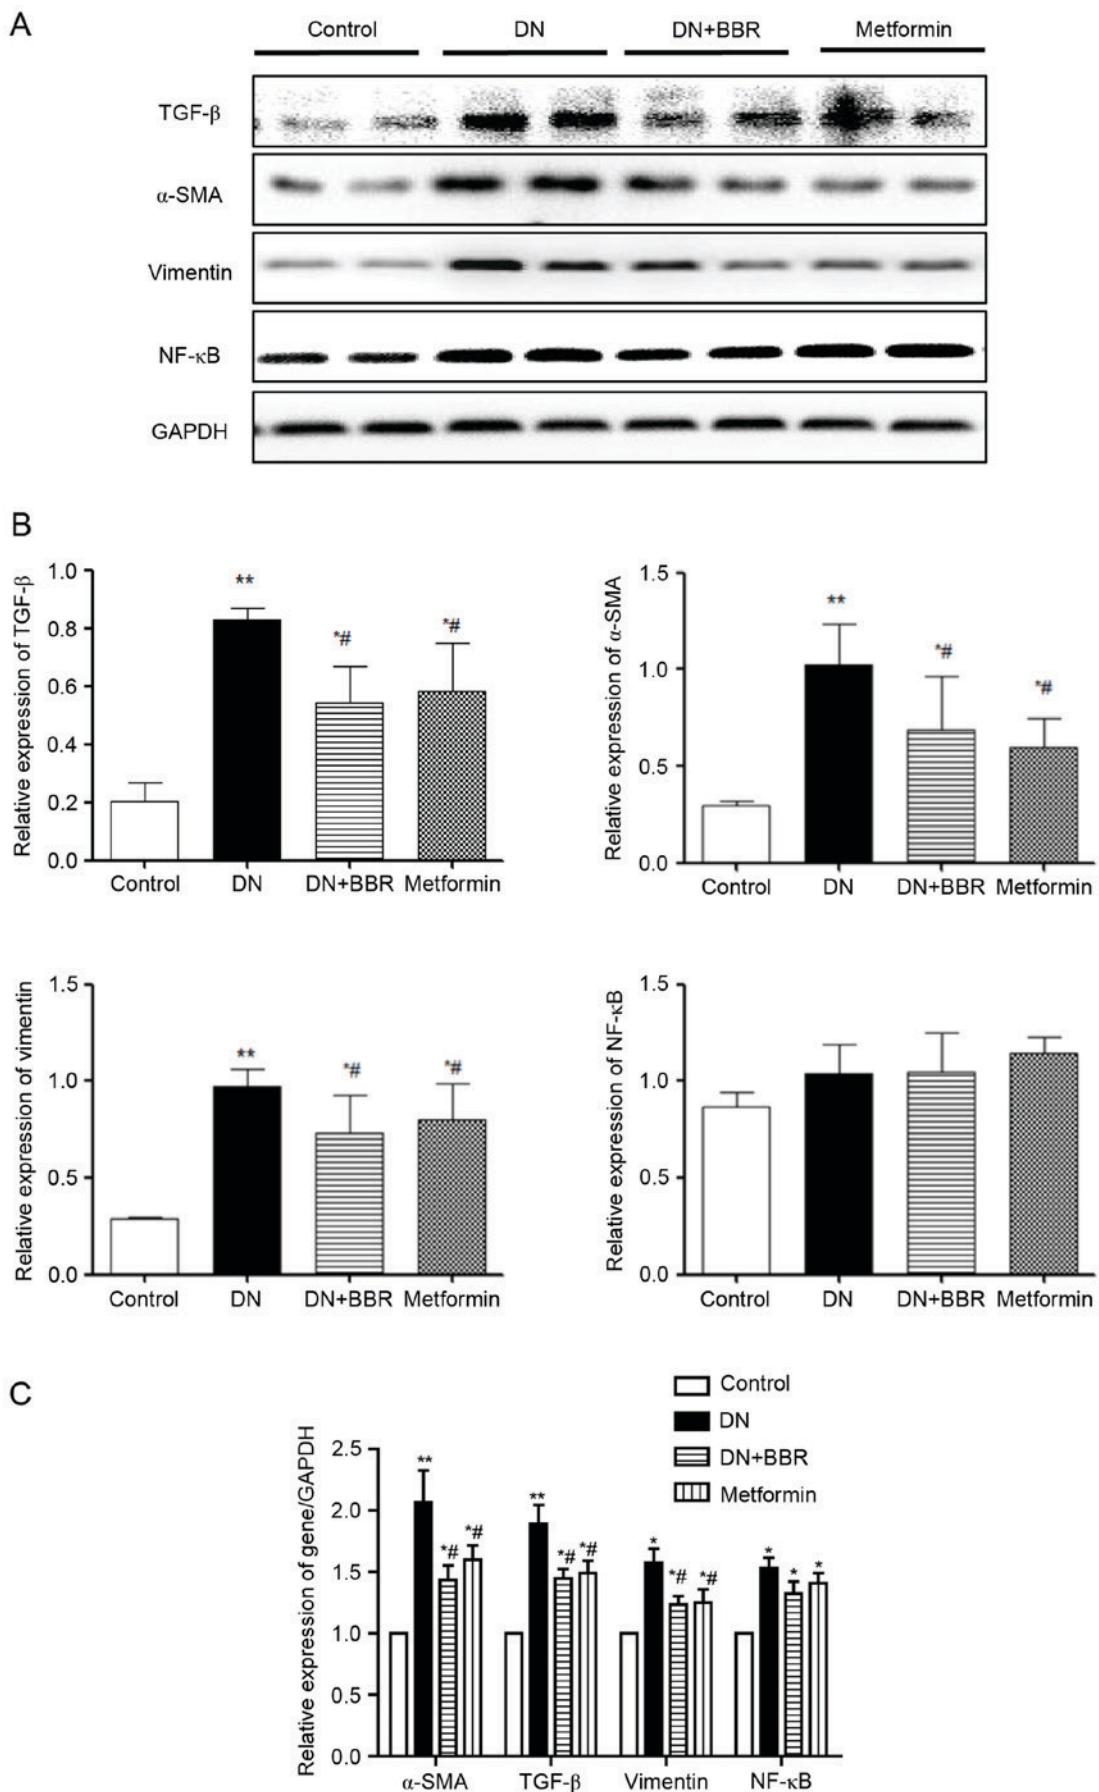 A
Control DN DN+BBR Metformin
TGF-β
α-SMA
Vimentin
NF-κB
GAPDH
B
Relative expression of TGF-β
1.0
0.8
0.6
0.4
0.2
0.0
**
*#
*#
Control DN DN+BBR Metformin
Relative expression of α-SMA
1.5
1.0
0.5
0.0
**
*#
*#
Control DN DN+BBR Metformin
Relative expression of vimentin
1.5
1.0
0.5
0.0
**
*#
*#
Control DN DN+BBR Metformin
Relative expression of NF-κB
1.5
1.0
0.5
0.0
Control DN DN+BBR Metformin
C
Control
DN
DN+BBR
Metformin
Relative expression of gene/GAPDH
2.5
2.0
1.5
1.0
0.5
0.0
** *# *#
** *# *#
* *# *#
* * *
α-SMA TGF-β Vimentin NF-κB